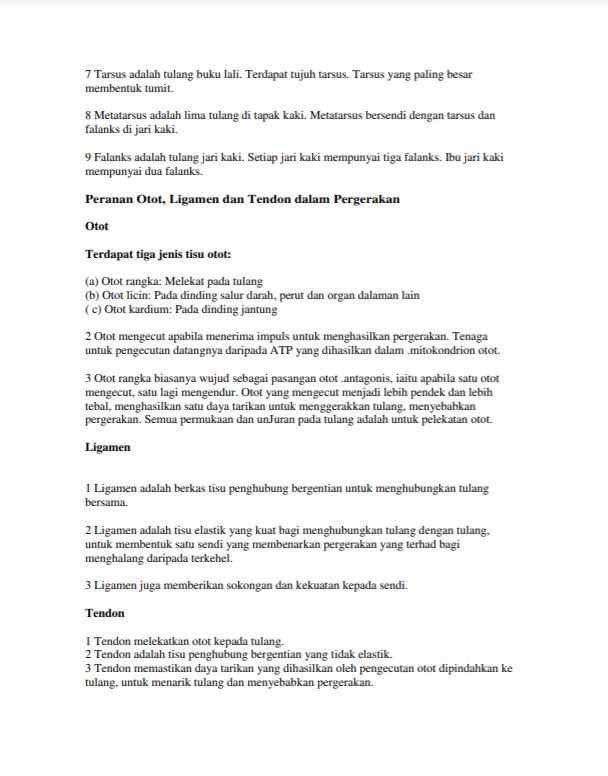 7 Tarsus adalah tulang buku lali. Terdapat tujuh tarsus. Tarsus yang paling besar
membentuk tumit.
8 Metatarsus adalah lima tulang di tapak kaki. Metatarsus bersendi dengan tarsus dan
falanks di jari kaki.
9 Falanks adalah tulang jari kaki. Setiap jari kaki mempunyai tiga falanks. Ibu jari kaki
mempunyai dua falanks.
Peranan Otot, Ligamen dan Tendon dalam Pergerakan
Otot
Terdapat tiga jenis tisu otot:
(a) Otot rangka: Melekat pada tulang
(b) Otot licin: Pada dinding salur darah, perut dan organ dalaman lain
( c) Otot kardium: Pada dinding jantung
2 Otot mengecut apabila menerima impuls untuk menghasilkan pergerakan. Tenaga
untuk pengecutan datangnya daripada ATP yang dihasilkan dalam .mitokondrion otot.
3 Otot rangka biasanya wujud sebagai pasangan otot .antagonis, iaitu apabila satu otot
mengecut, satu lagi mengendur. Otot yang mengecut menjadi lebih pendek dan lebih
tebal, menghasilkan satu daya tarikan untuk menggerakkan tulang, menyebabkan
pergerakan. Semua permukaan dan unJuran pada tulang adalah untuk pelekatan otot.
Ligamen
1 Ligamen adalah berkas tisu penghubung bergentian untuk menghubungkan tulang
bersama.
2 Ligamen adalah tisu elastik yang kuat bagi menghubungkan tulang dengan tulang,
untuk membentuk satu sendi yang membenarkan pergerakan yang terhad bagi
menghalang daripada terkehel.
3 Ligamen juga memberikan sokongan dan kekuatan kepada sendi.
Tendon
1 Tendon melekatkan otot kepada tulang.
2 Tendon adalah tisu penghubung bergentian yang tidak elastik.
3 Tendon memastikan daya tarikan yang dihasilkan oleh pengecutan otot dipindahkan ke
tulang, untuk menarik tulang dan menyebabkan pergerakan.